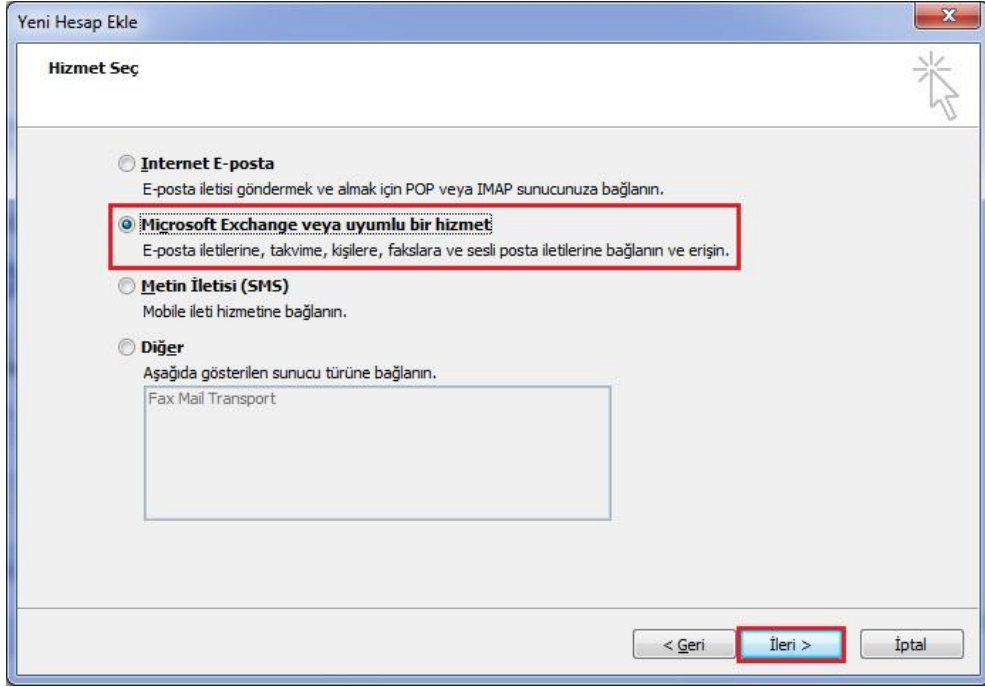 Yeni Hesap Ekle
Hizmet Seç
Internet E-posta
E-posta iletisi göndermek ve almak için POP veya IMAP sunucunuza bağlanın.
Microsoft Exchange veya uyumlu bir hizmet
E-posta iletilerine, takvime, kişilere, fakslara ve sesli posta iletilerine bağlanın ve erişin.
Metin İletisi (SMS)
Mobile ileti hizmetine bağlanın.
Diğer
Aşağıda gösterilen sunucu türüne bağlanın.
Fax Mail Transport
< Geri İleri > İptal